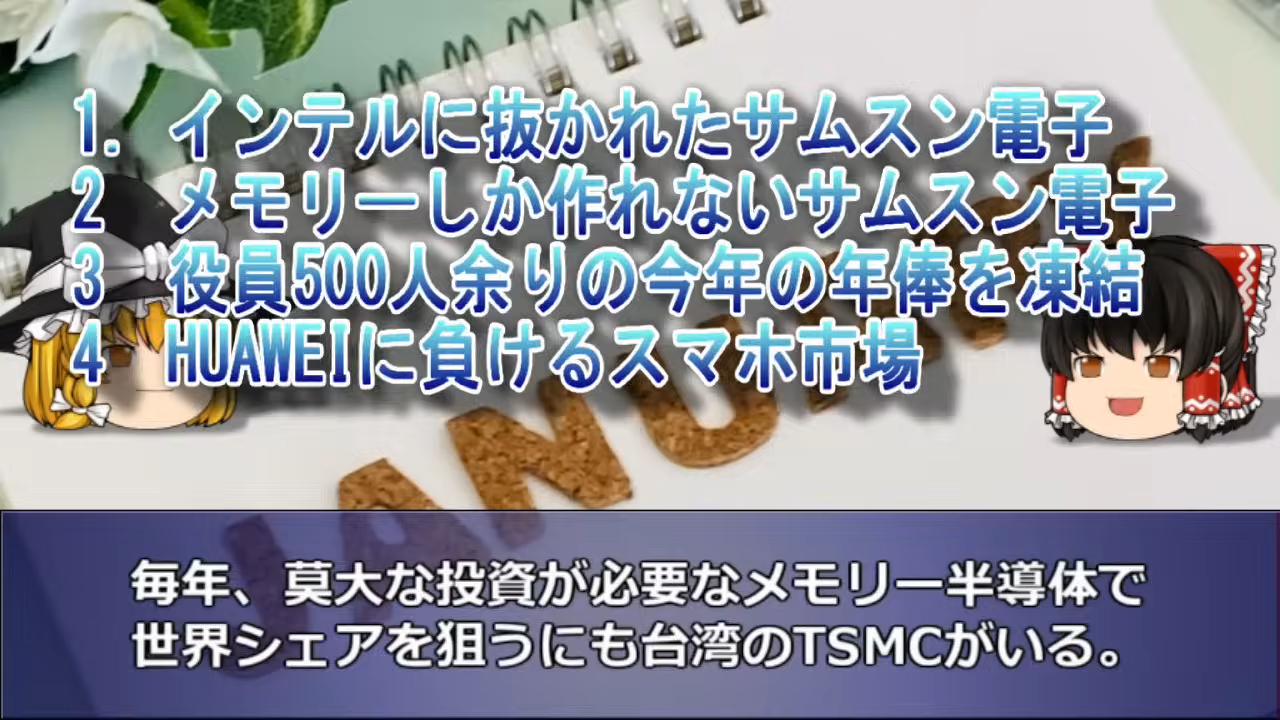 1. インテルに抜かれたサムスン電子
2 メモリーしか作れないサムスン電子
3 役員500人余りの今年の年俸を凍結
4 HUAWEIに負けるスマホ市場
JANUARY
毎年、莫大な投資が必要なメモリー半導体で
世界シェアを狙うにも台湾のTSMCがいる。